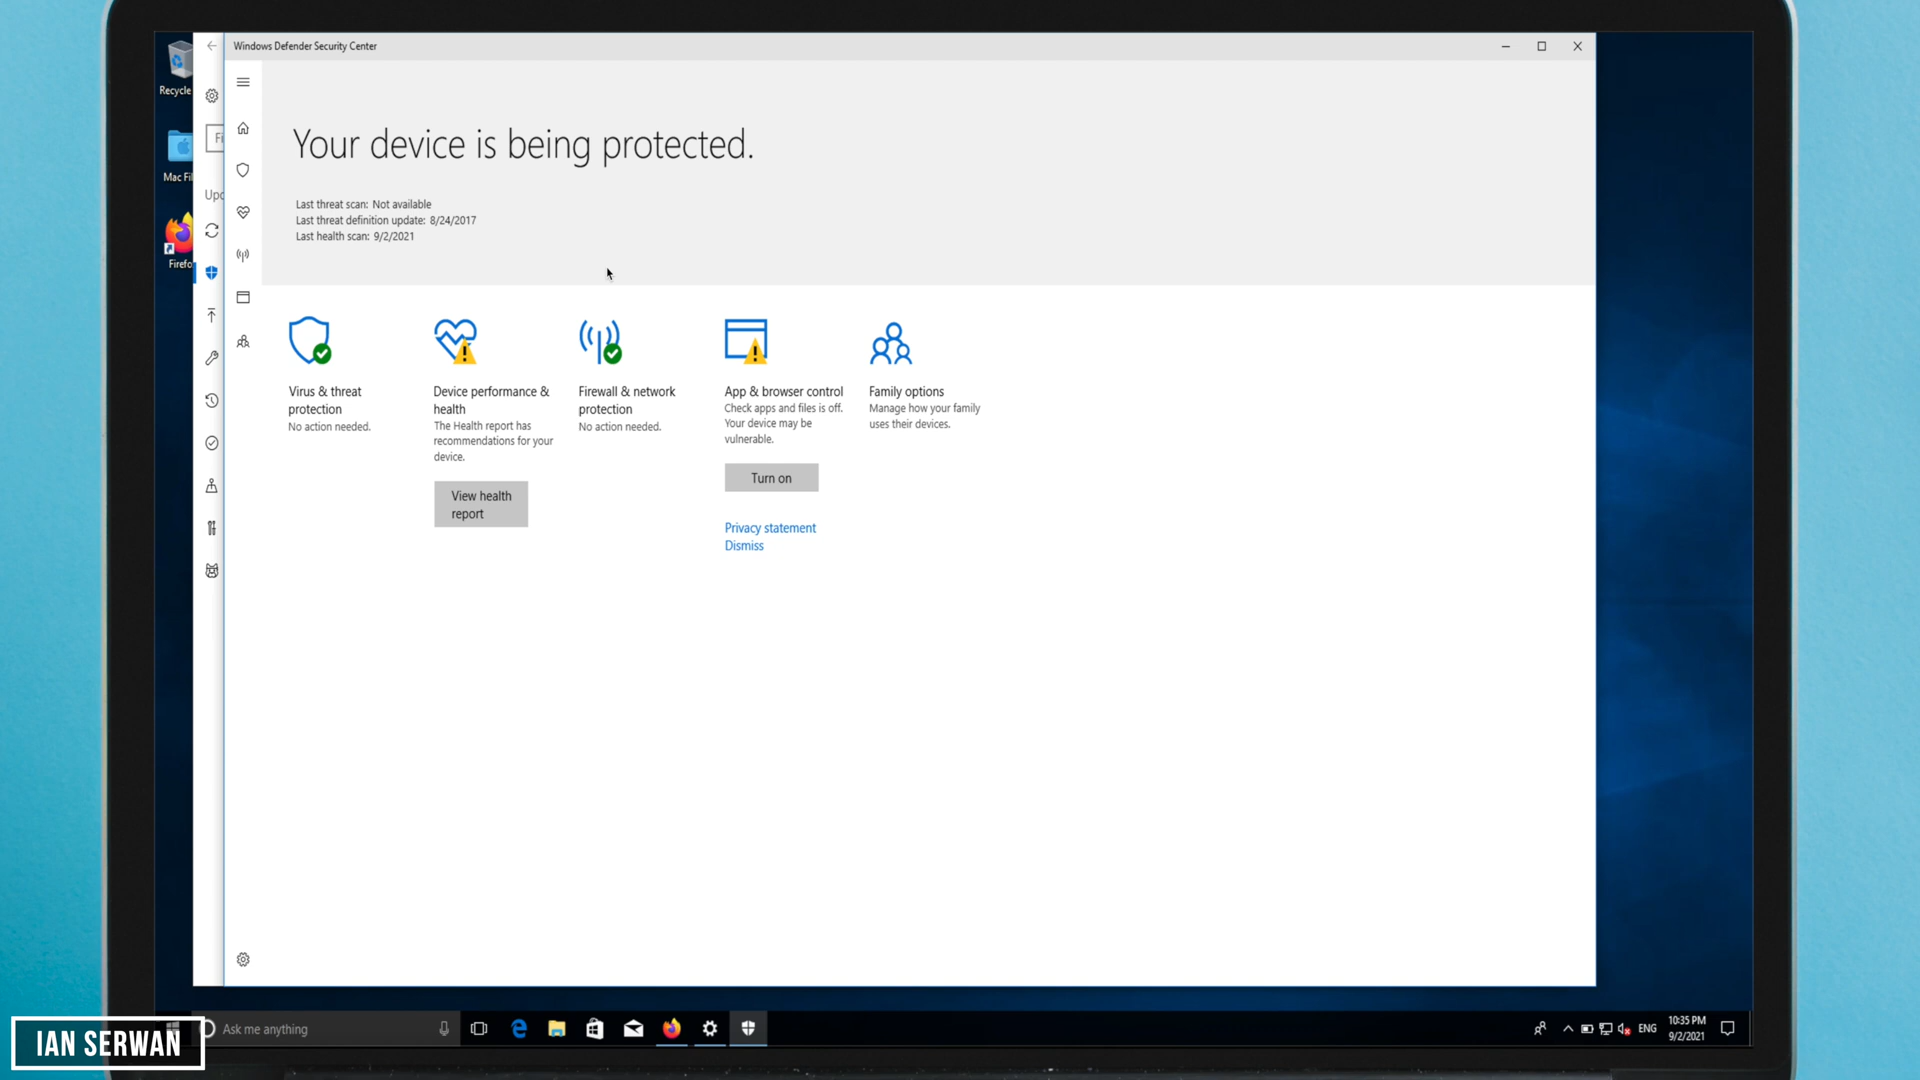 Windows Defender Security Center
Recycle
Mac Fil
Firefo
Fi
Upd
Your device is being protected.
Last threat scan: Not available
Last threat definition update: 8/24/2017
Last health scan: 9/2/2021
Virus & threat
protection
No action needed.
Device performance &
health
The Health report has
recommendations for your
device.
View health
report
Firewall & network
protection
No action needed.
App & browser control
Check apps and files is off.
Your device may be
vulnerable.
Turn on
Privacy statement
Dismiss
Family options
Manage how your family
uses their devices.
Ask me anything
ENG
10:35 PM
9/2/2021
IAN SERWAN